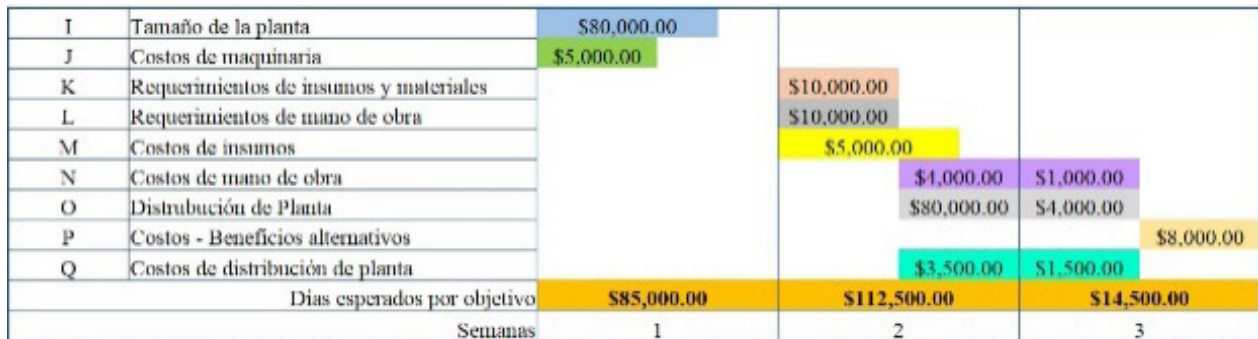 I Tamaño de la planta $80,000.00
J Costos de maquinaria $5,000.00
K Requerimientos de insumos y materiales $10,000.00
L Requerimientos de mano de obra $10,000.00
M Costos de insumos $5,000.00
N Costos de mano de obra $4,000.00 $1,000.00
O Distrubución de Planta $80,000.00 $4,000.00
P Costos - Beneficios alternativos $8,000.00
Q Costos de distribución de planta $3,500.00 $1,500.00
Días esperados por objetivo $85,000.00 $112,500.00 $14,500.00
Semanas 1 2 3